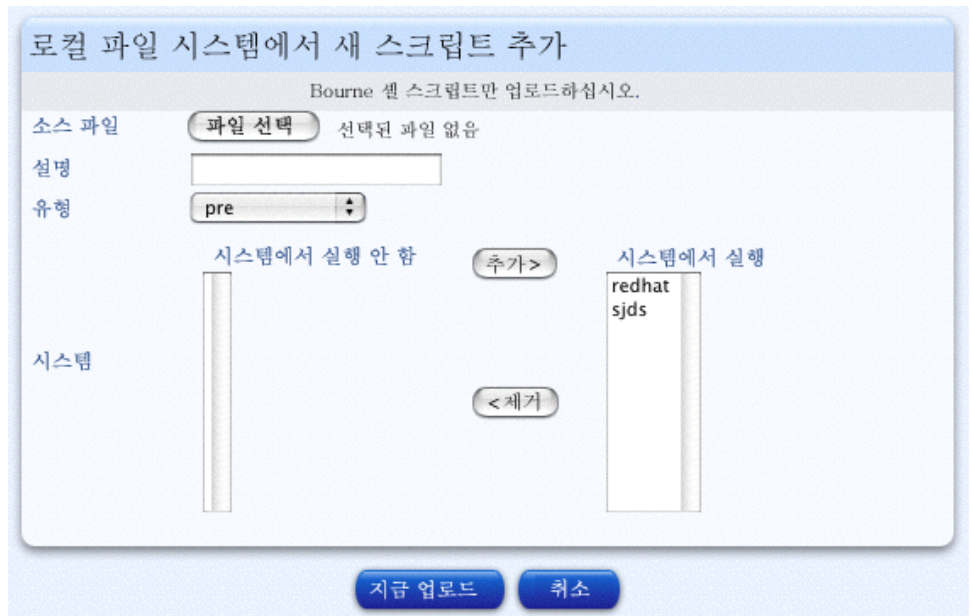 로컬 파일 시스템에서 새 스크립트 추가
Bourne 셸 스크립트만 업로드하십시오.
소스 파일 파일 선택 선택된 파일 없음
설명
유형 pre
시스템에서 실행 안 함 추가> 시스템에서 실행
redhat
sjds
시스템
<제거
지금 업로드 취소